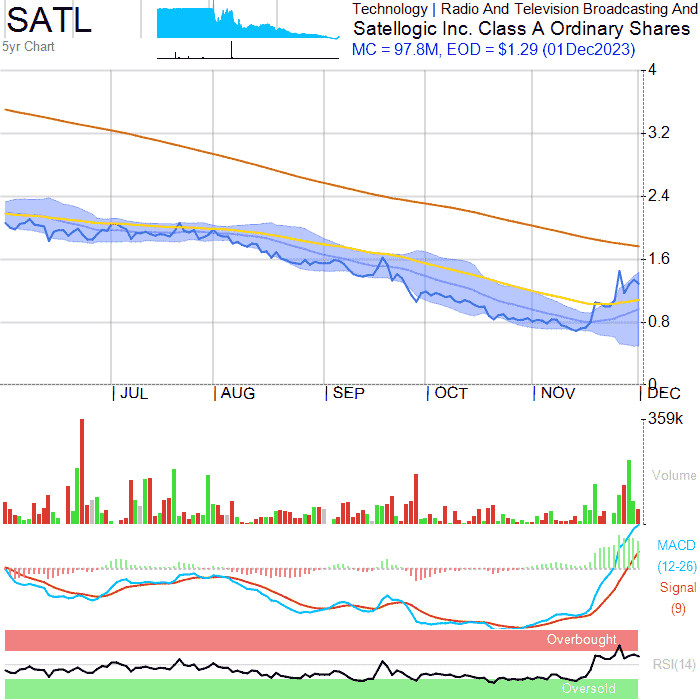 SATL
5yr Chart
Technology | Radio And Television Broadcasting And
Satellogic Inc. Class A Ordinary Shares
MC = 97.8M, EOD = $1.29 (01Dec2023)
4
3.2
2.4
1.6
0.8
0
JUL AUG SEP OCT NOV DEC
359k
Volume
MACD
(12-26)
Signal
(9)
Overbought
RSI(14)
Oversold